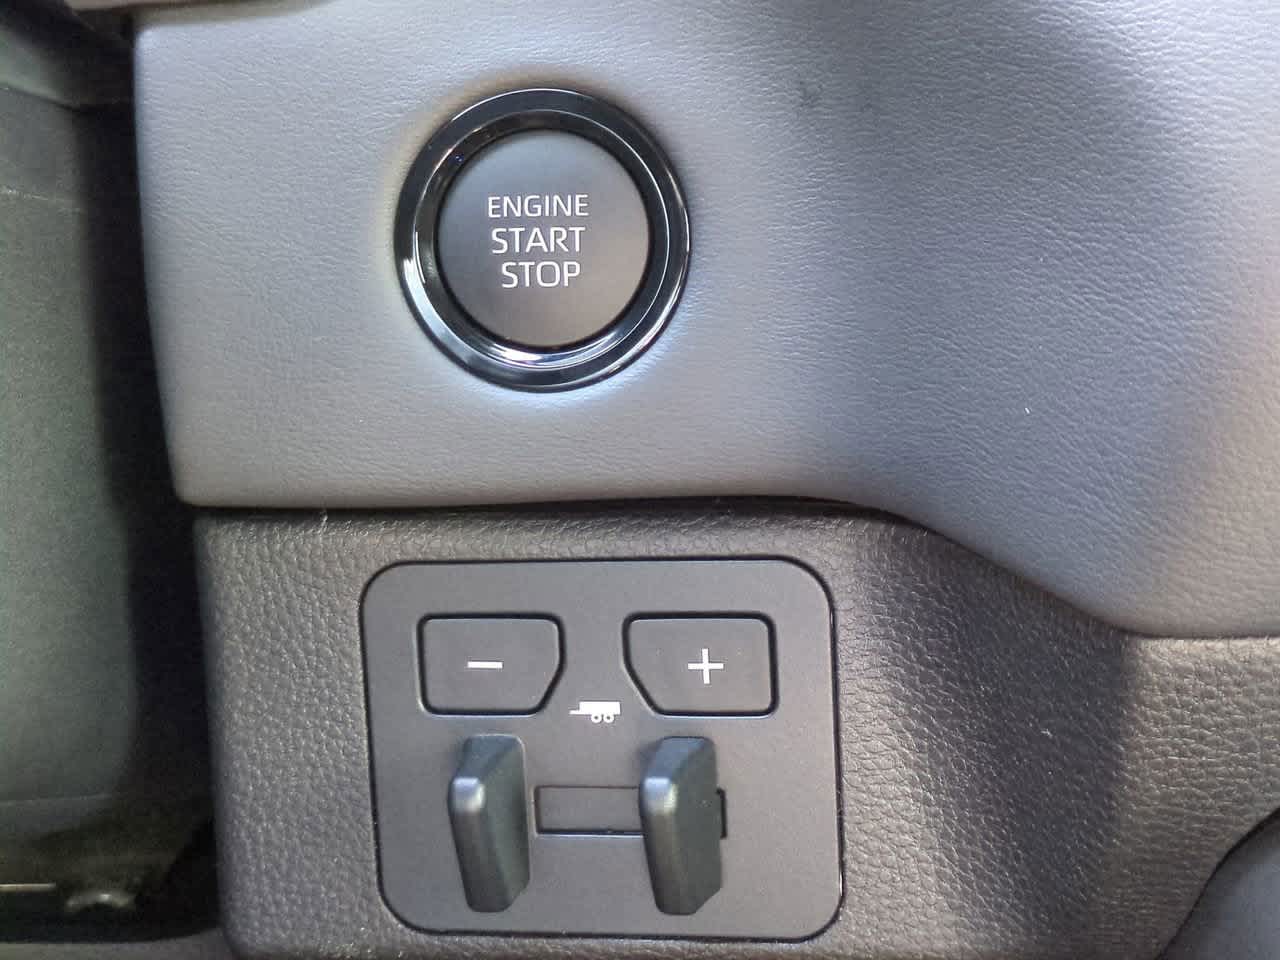 ENGINE
START
STOP
- +